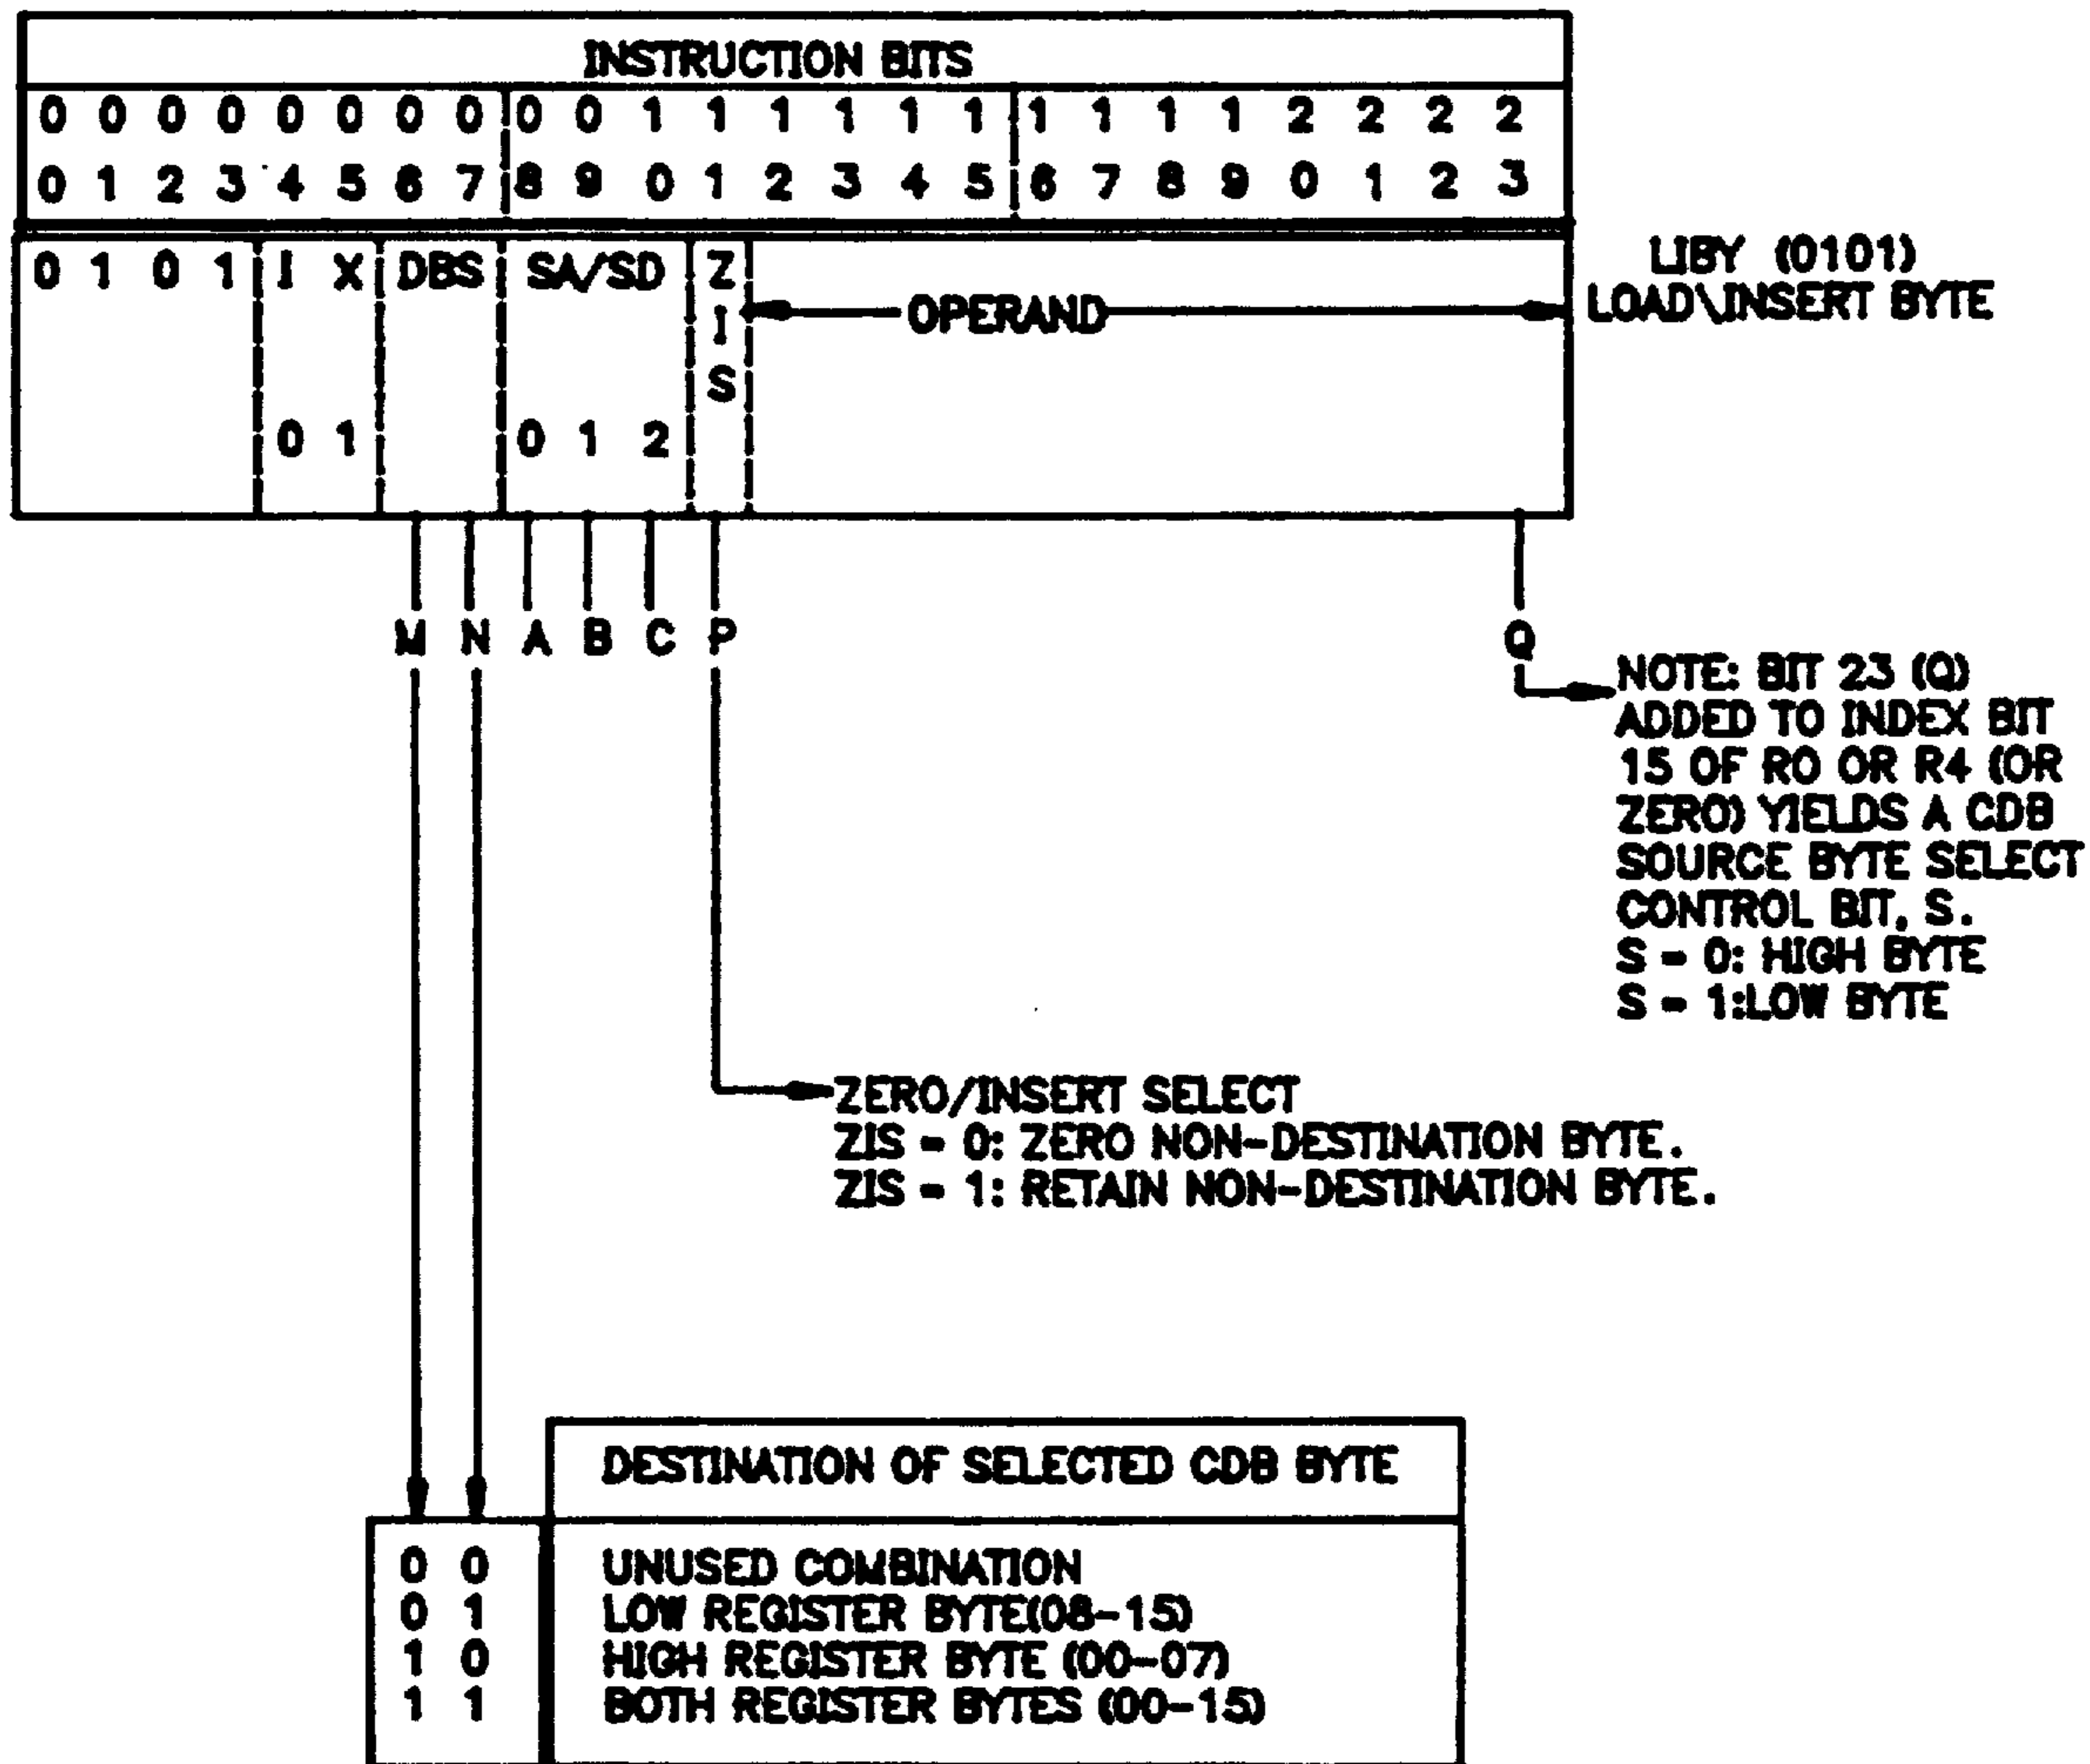 INSTRUCTION BITS
0 0 0 0 0 0 0 0 0 0 1 1 1 1 1 1 1 1 1 1 2 2 2 2
0 1 2 3 4 5 6 7 8 9 0 1 2 3 4 5 6 7 8 9 0 1 2 3
0 1 0 1 I X DBS SA/SD Z
I
S
OPERAND
0 1 0 1 2
LIBY (0101)
LOAD\INSERT BYTE
M N A B C P Q
NOTE: BIT 23 (Q)
ADDED TO INDEX BIT
15 OF R0 OR R4 (OR
ZERO) YIELDS A CDB
SOURCE BYTE SELECT
CONTROL BIT, S.
S = 0: HIGH BYTE
S = 1:LOW BYTE
ZERO/INSERT SELECT
ZIS = 0: ZERO NON-DESTINATION BYTE.
ZIS = 1: RETAIN NON-DESTINATION BYTE.
DESTINATION OF SELECTED CDB BYTE
0 0 UNUSED COMBINATION
0 1 LOW REGISTER BYTE(08-15)
1 0 HIGH REGISTER BYTE (00-07)
1 1 BOTH REGISTER BYTES (00-15)